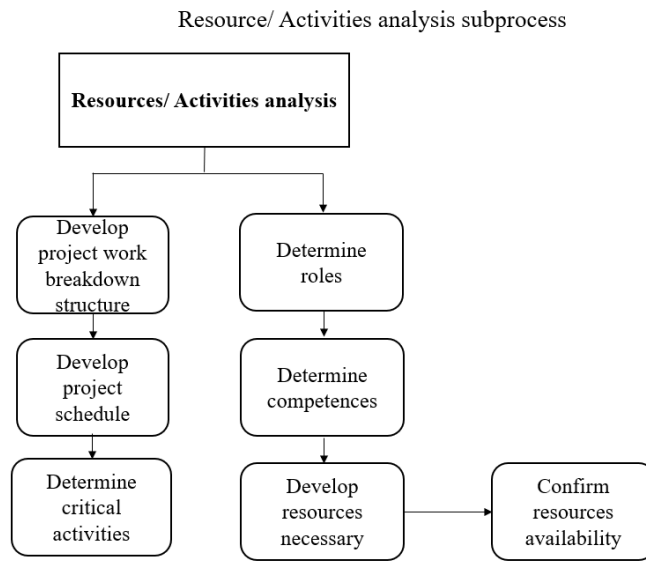 Resource/ Activities analysis subprocess
Resources/ Activities analysis
Develop
project work
breakdown
structure
Determine
roles
Develop
project
schedule
Determine
competences
Determine
critical
activities
Develop
resources
necessary
Confirm
resources
availability